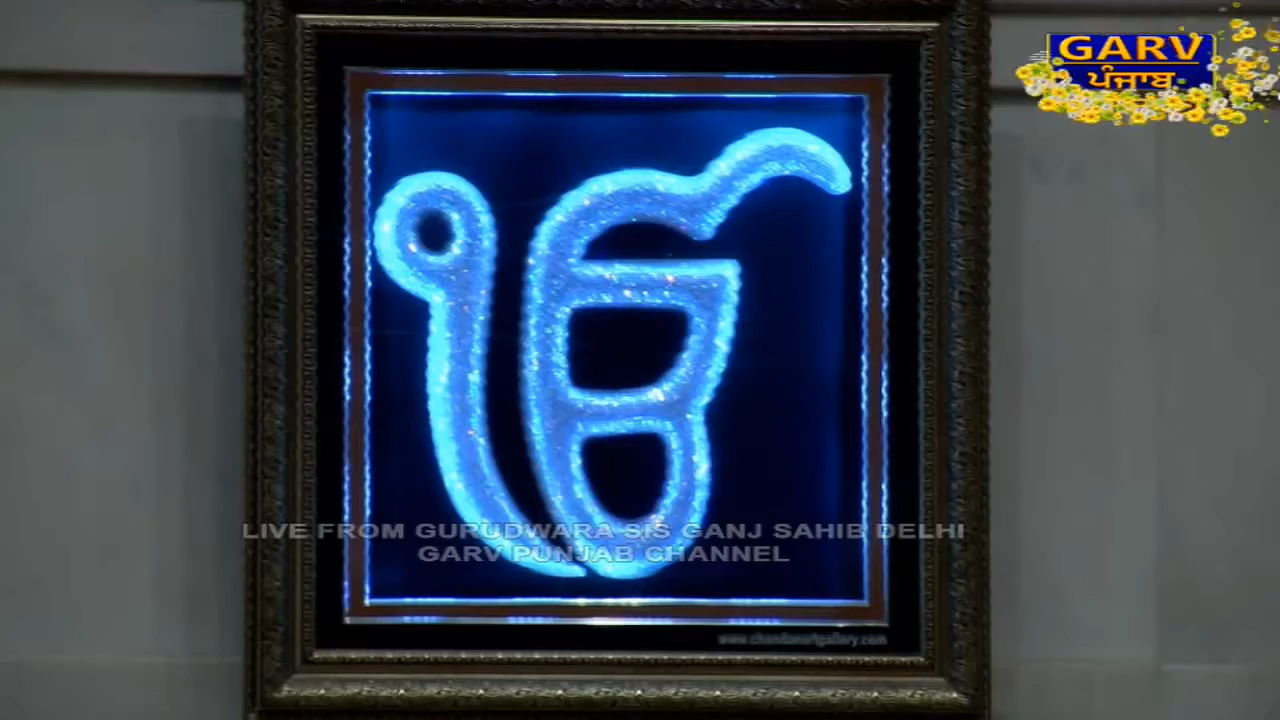 GARV
ਪੰਜਾਬ
ੴ
LIVE FROM GURUDWARA SIS GANJ SAHIB DELHI
GARV PUNJAB CHANNEL